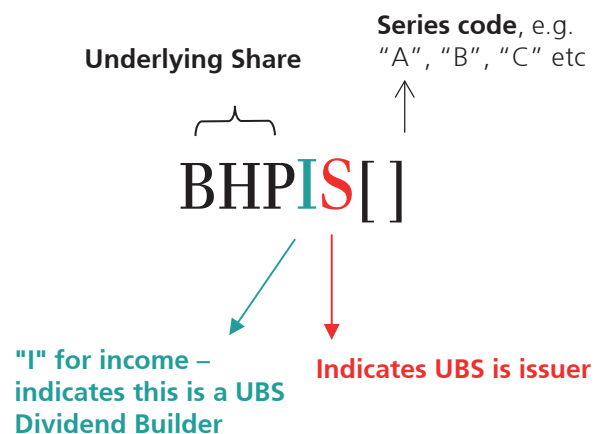 Series code, e.g.
“A”, “B”, “C” etc
Underlying Share
BHPIS[ ]
"I" for income –
indicates this is a UBS
Dividend Builder
Indicates UBS is issuer